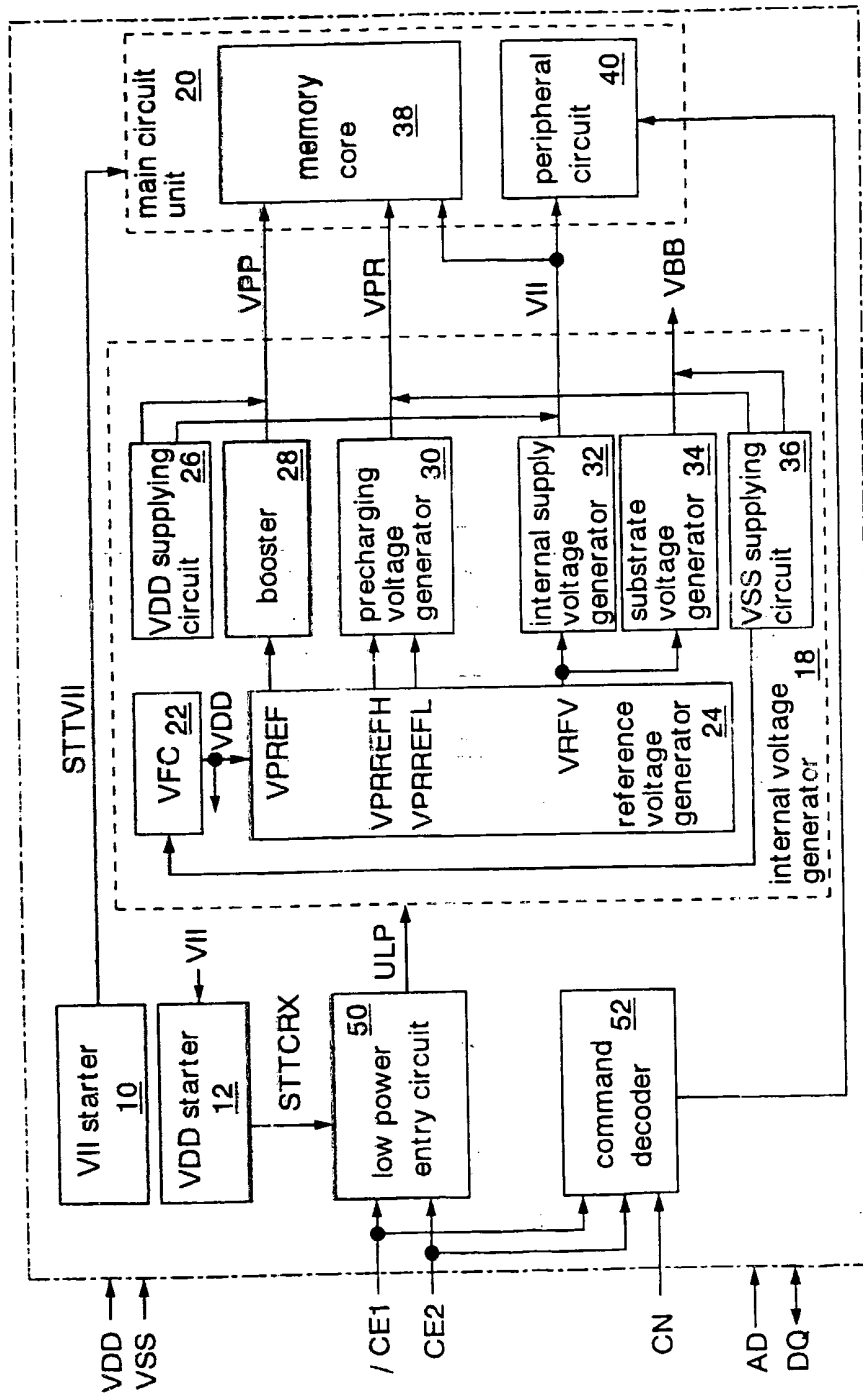 VDD
VSS
/ CE1
CE2
CN
AD
DQ
VII starter
10
VDD starter
12
VII
STTCRX
low power
entry circuit
50
ULP
command
decoder
52
STTVII
VFC 22
VDD
VPREF
VPRREFH
VPRREFL
VRFV
reference
voltage
generator
24
VDD supplying
circuit
26
booster
28
precharging
voltage
generator
30
internal supply
voltage
generator
32
substrate
voltage
generator
34
VSS supplying
circuit
36
internal voltage
generator
18
VPP
VPR
VII
VBB
main circuit
unit
20
memory
core
38
peripheral
circuit
40